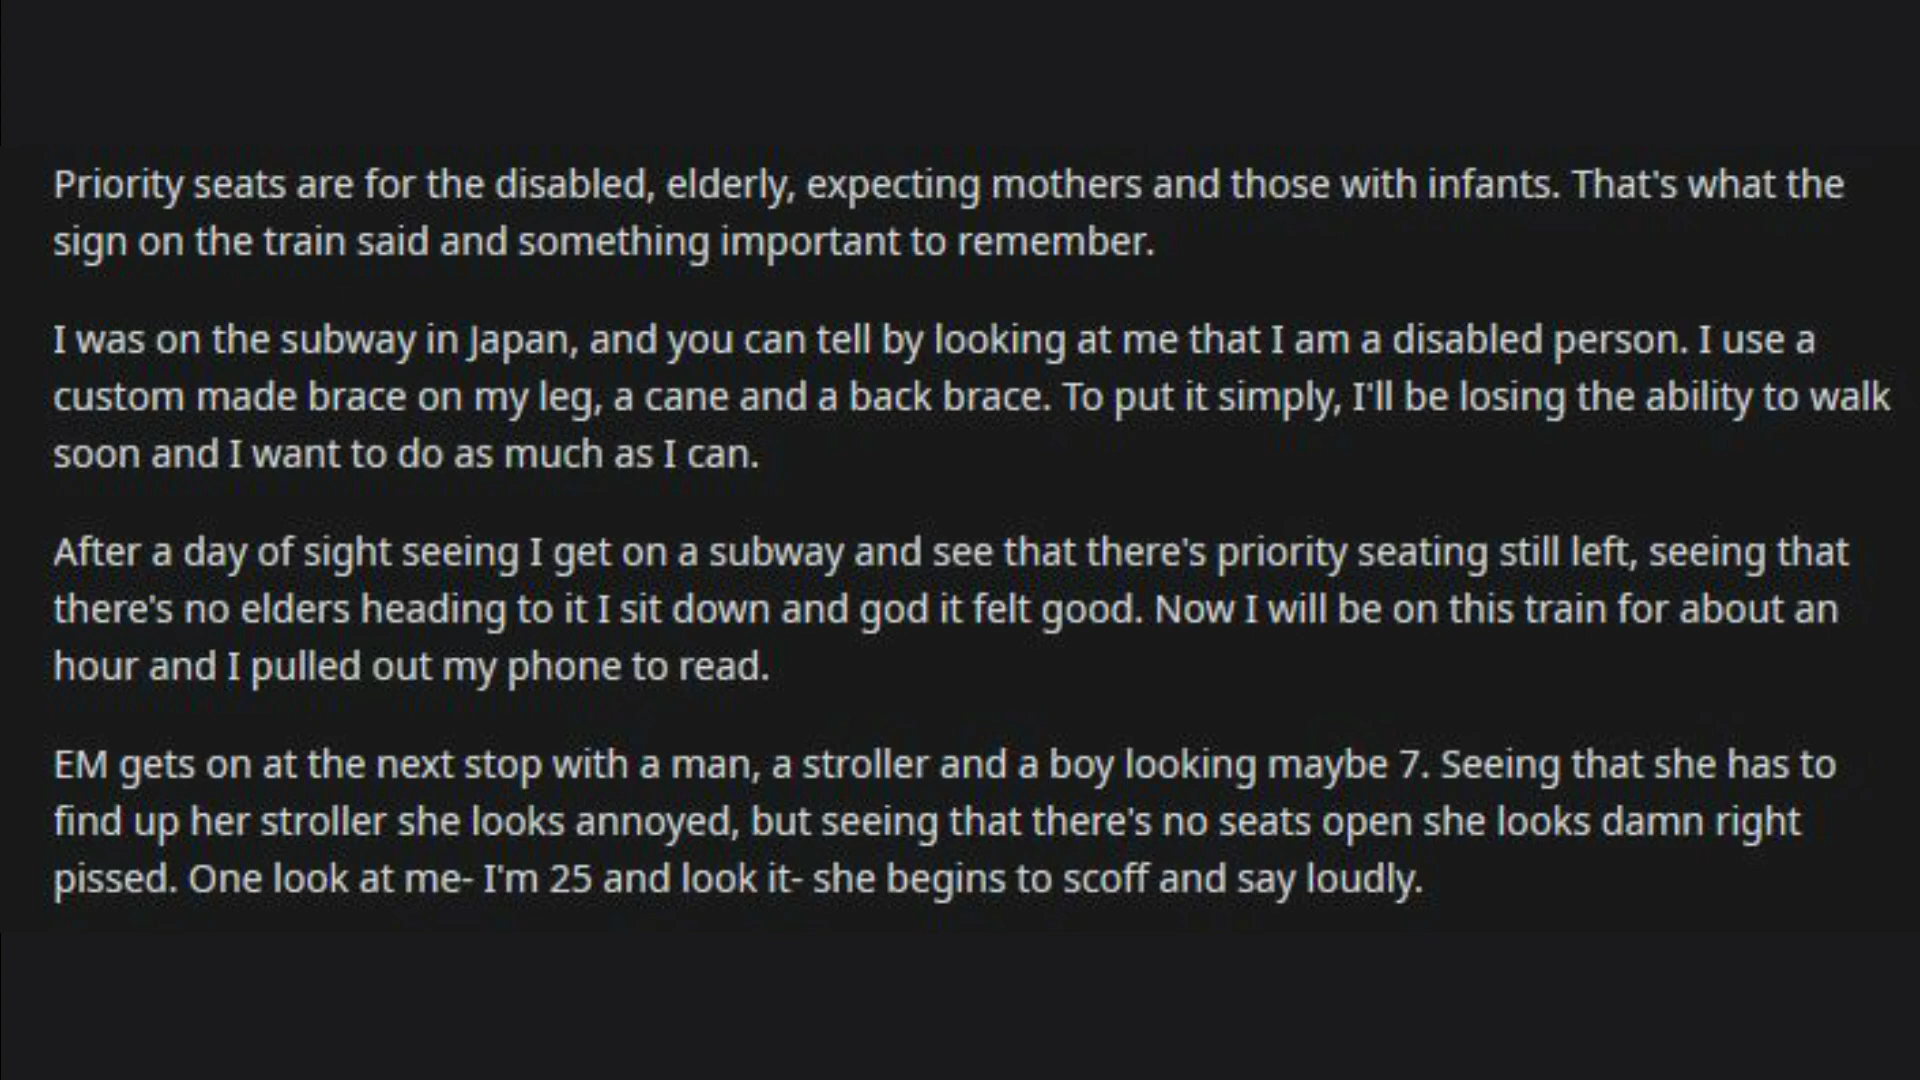 Priority seats are for the disabled, elderly, expecting mothers and those with infants. That's what the
sign on the train said and something important to remember.
I was on the subway in Japan, and you can tell by looking at me that I am a disabled person. I use a
custom made brace on my leg, a cane and a back brace. To put it simply, I'll be losing the ability to walk
soon and I want to do as much as I can.
After a day of sight seeing I get on a subway and see that there's priority seating still left, seeing that
there's no elders heading to it I sit down and god it felt good. Now I will be on this train for about an
hour and I pulled out my phone to read.
EM gets on at the next stop with a man, a stroller and a boy looking maybe 7. Seeing that she has to
find up her stroller she looks annoyed, but seeing that there's no seats open she looks damn right
pissed. One look at me- I'm 25 and look it- she begins to scoff and say loudly.